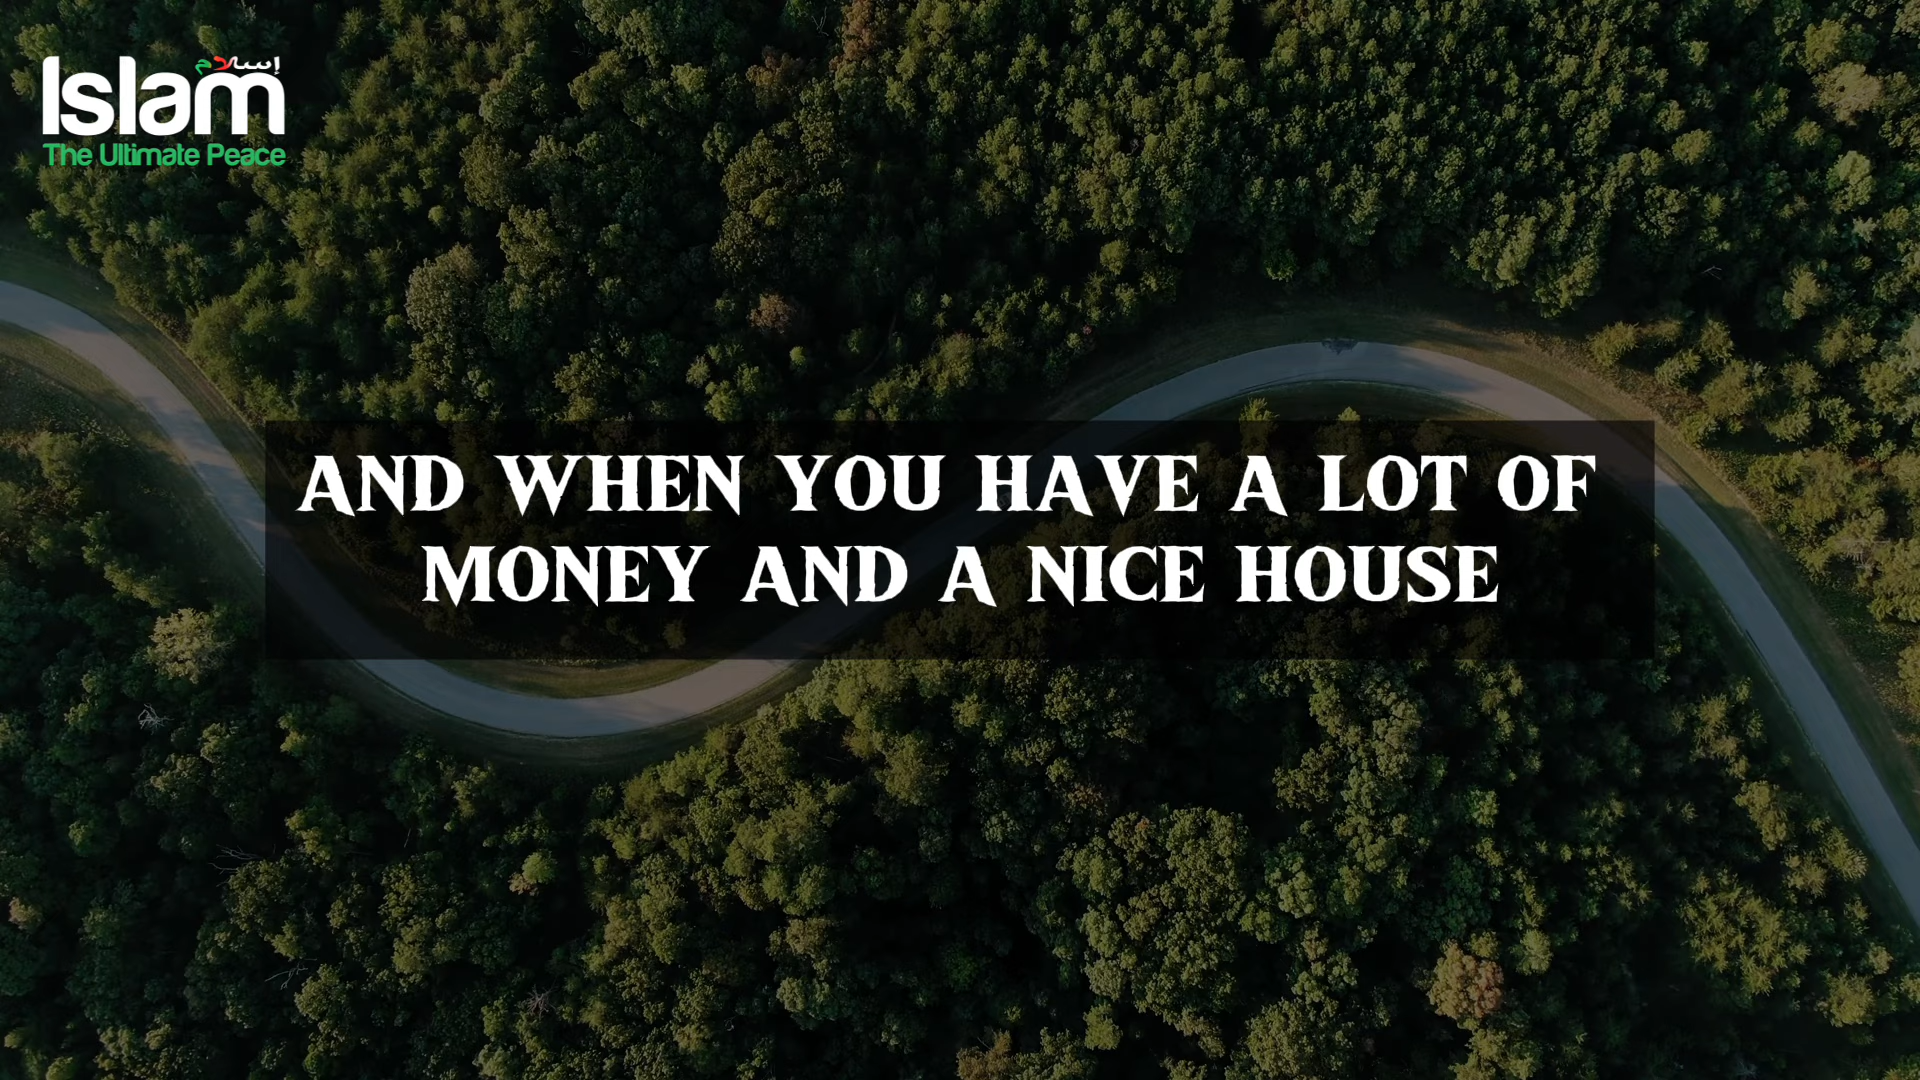 إسلام
Islam
The Ultimate Peace
AND WHEN YOU HAVE A LOT OF
MONEY AND A NICE HOUSE